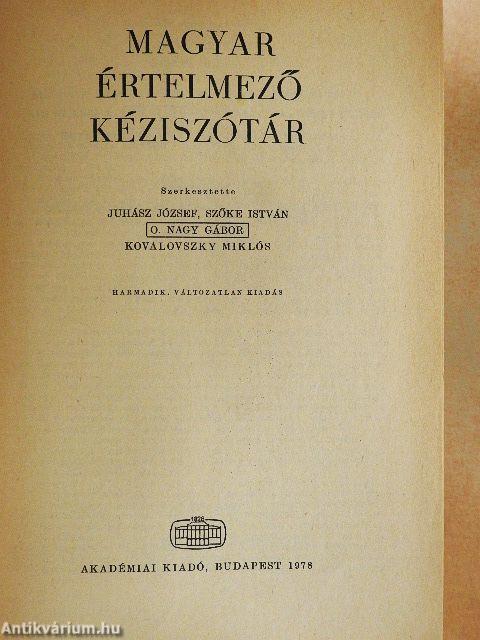 MAGYAR
ÉRTELMEZŐ
KÉZISZÓTÁR
Szerkesztette
JUHÁSZ JÓZSEF, SZŐKE ISTVÁN
O. NAGY GÁBOR
KOVALOVSZKY MIKLÓS
HARMADIK, VÁLTOZATLAN KIADÁS
1828
AKADÉMIAI KIADÓ, BUDAPEST 1978
Antikvárium.hu